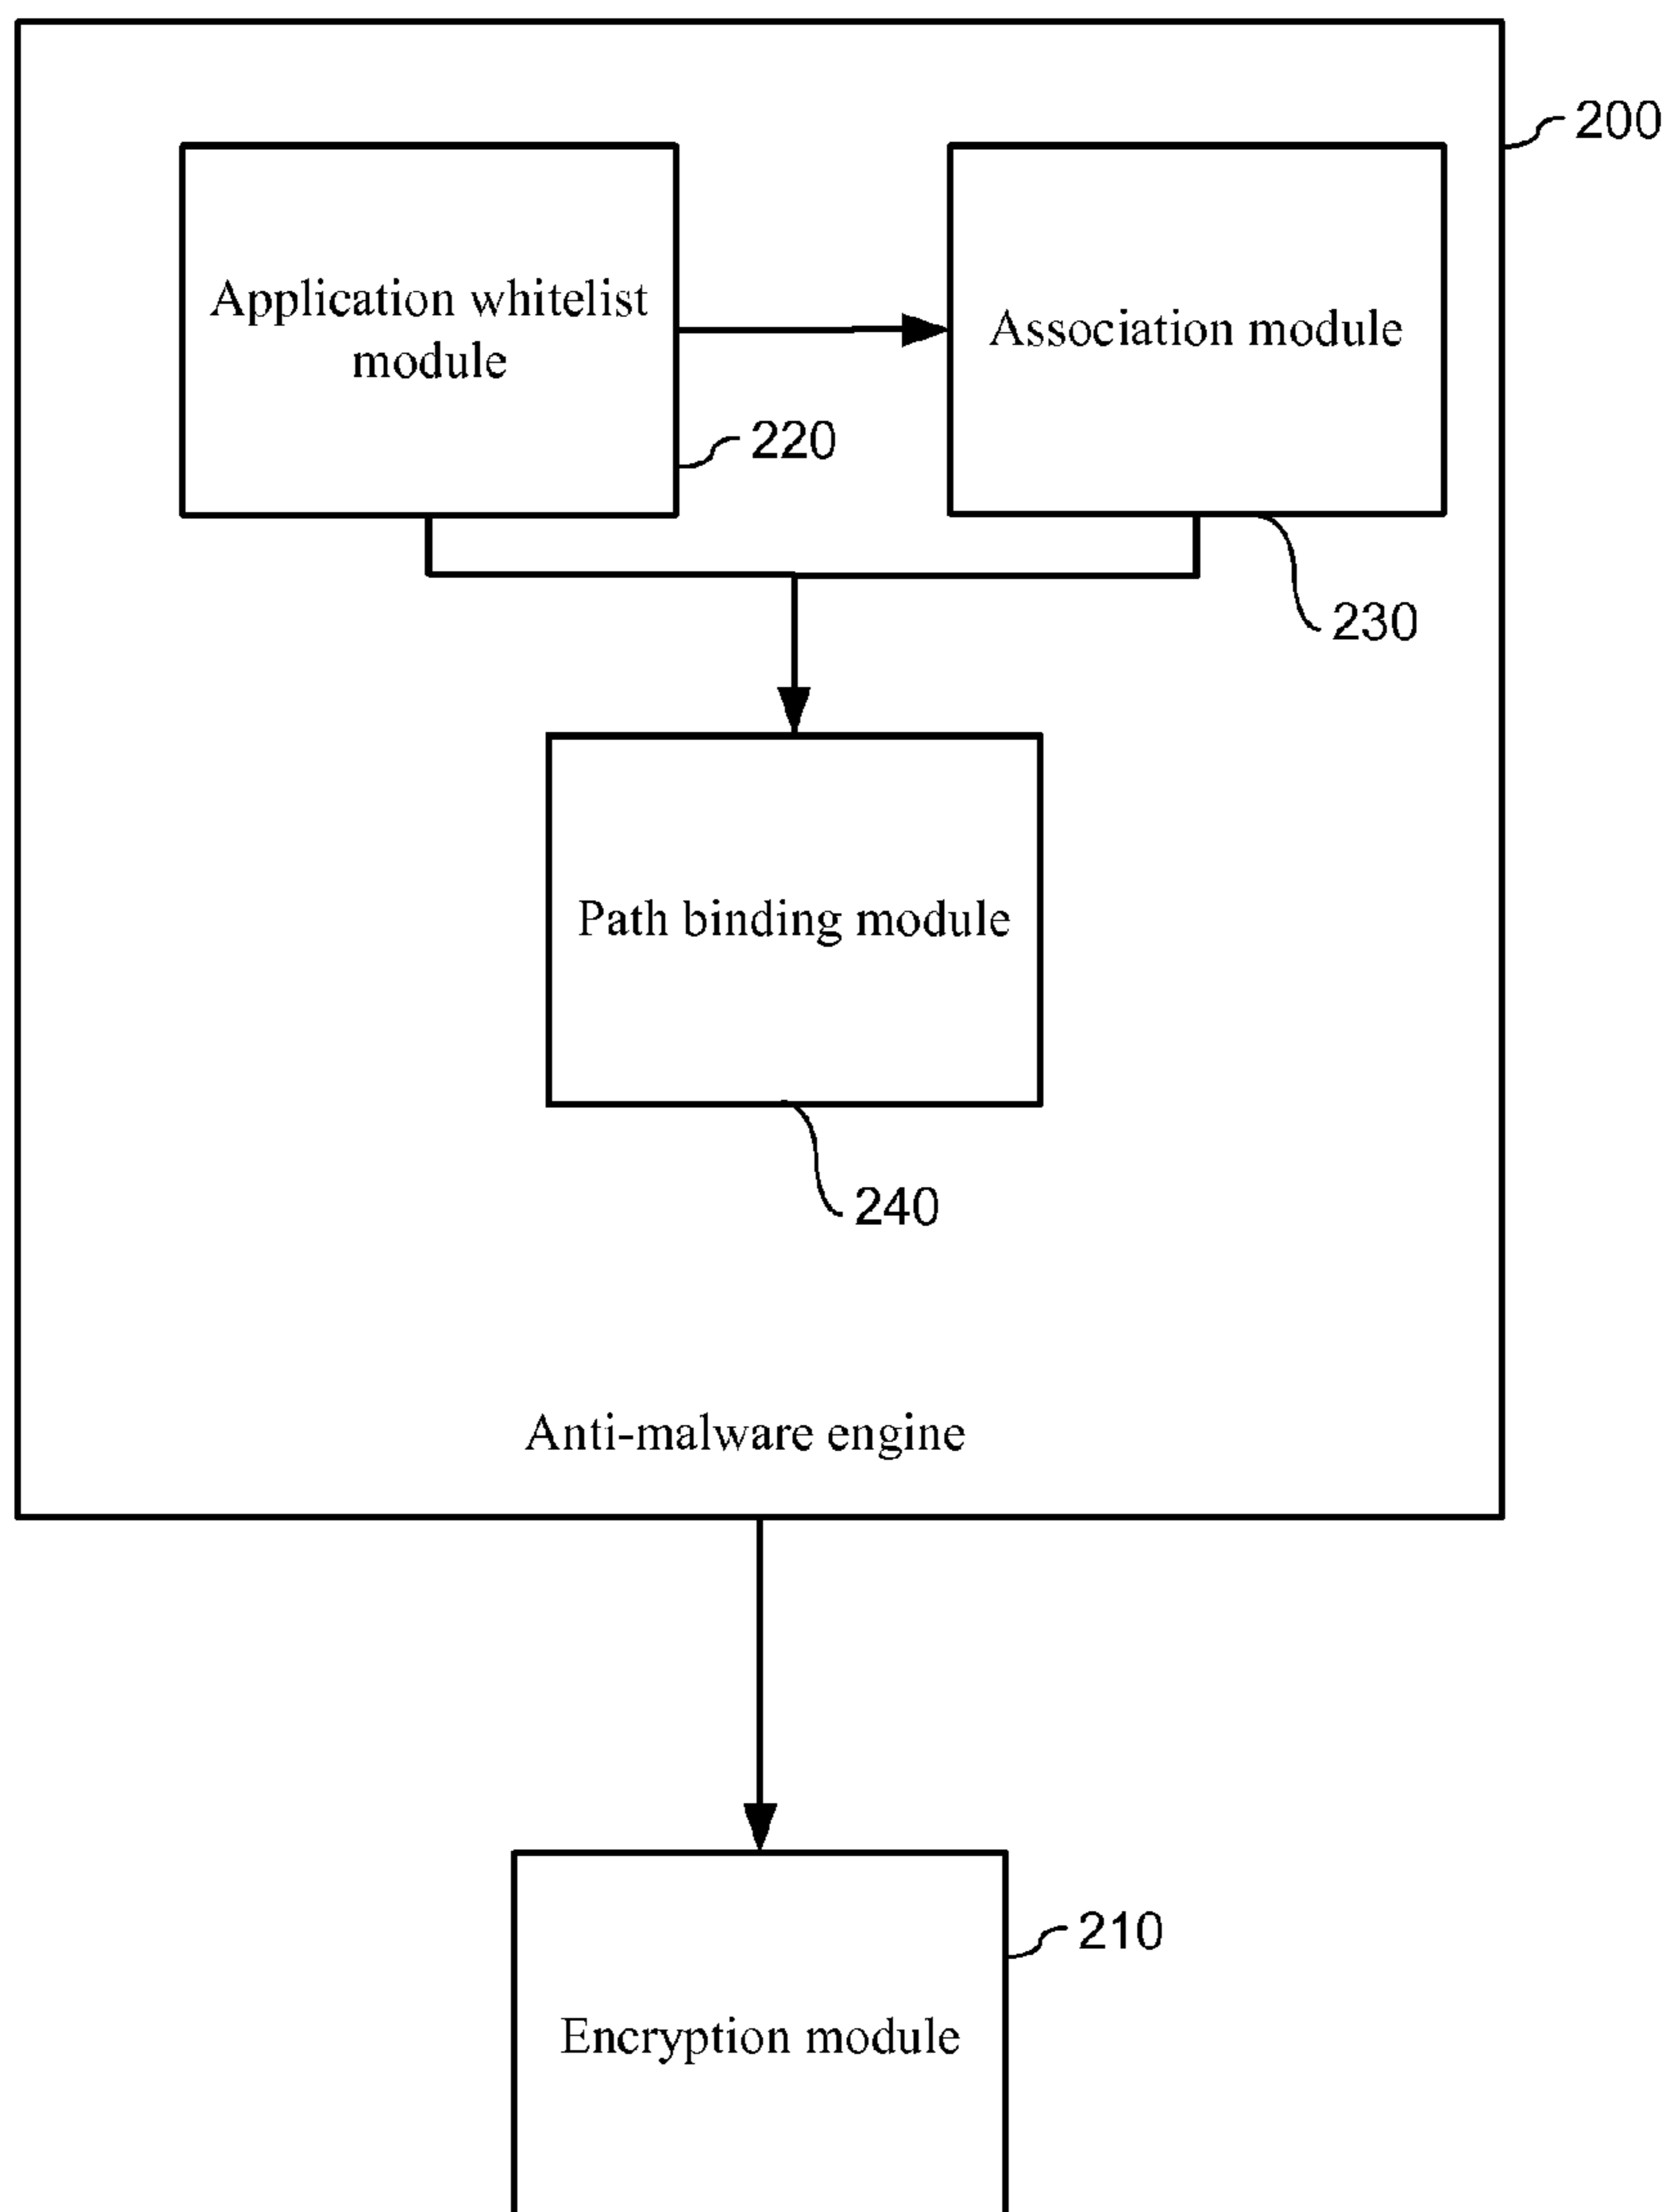 200
Application whitelist
module
Association module
220
230
Path binding module
240
Anti-malware engine
210
Encryption module